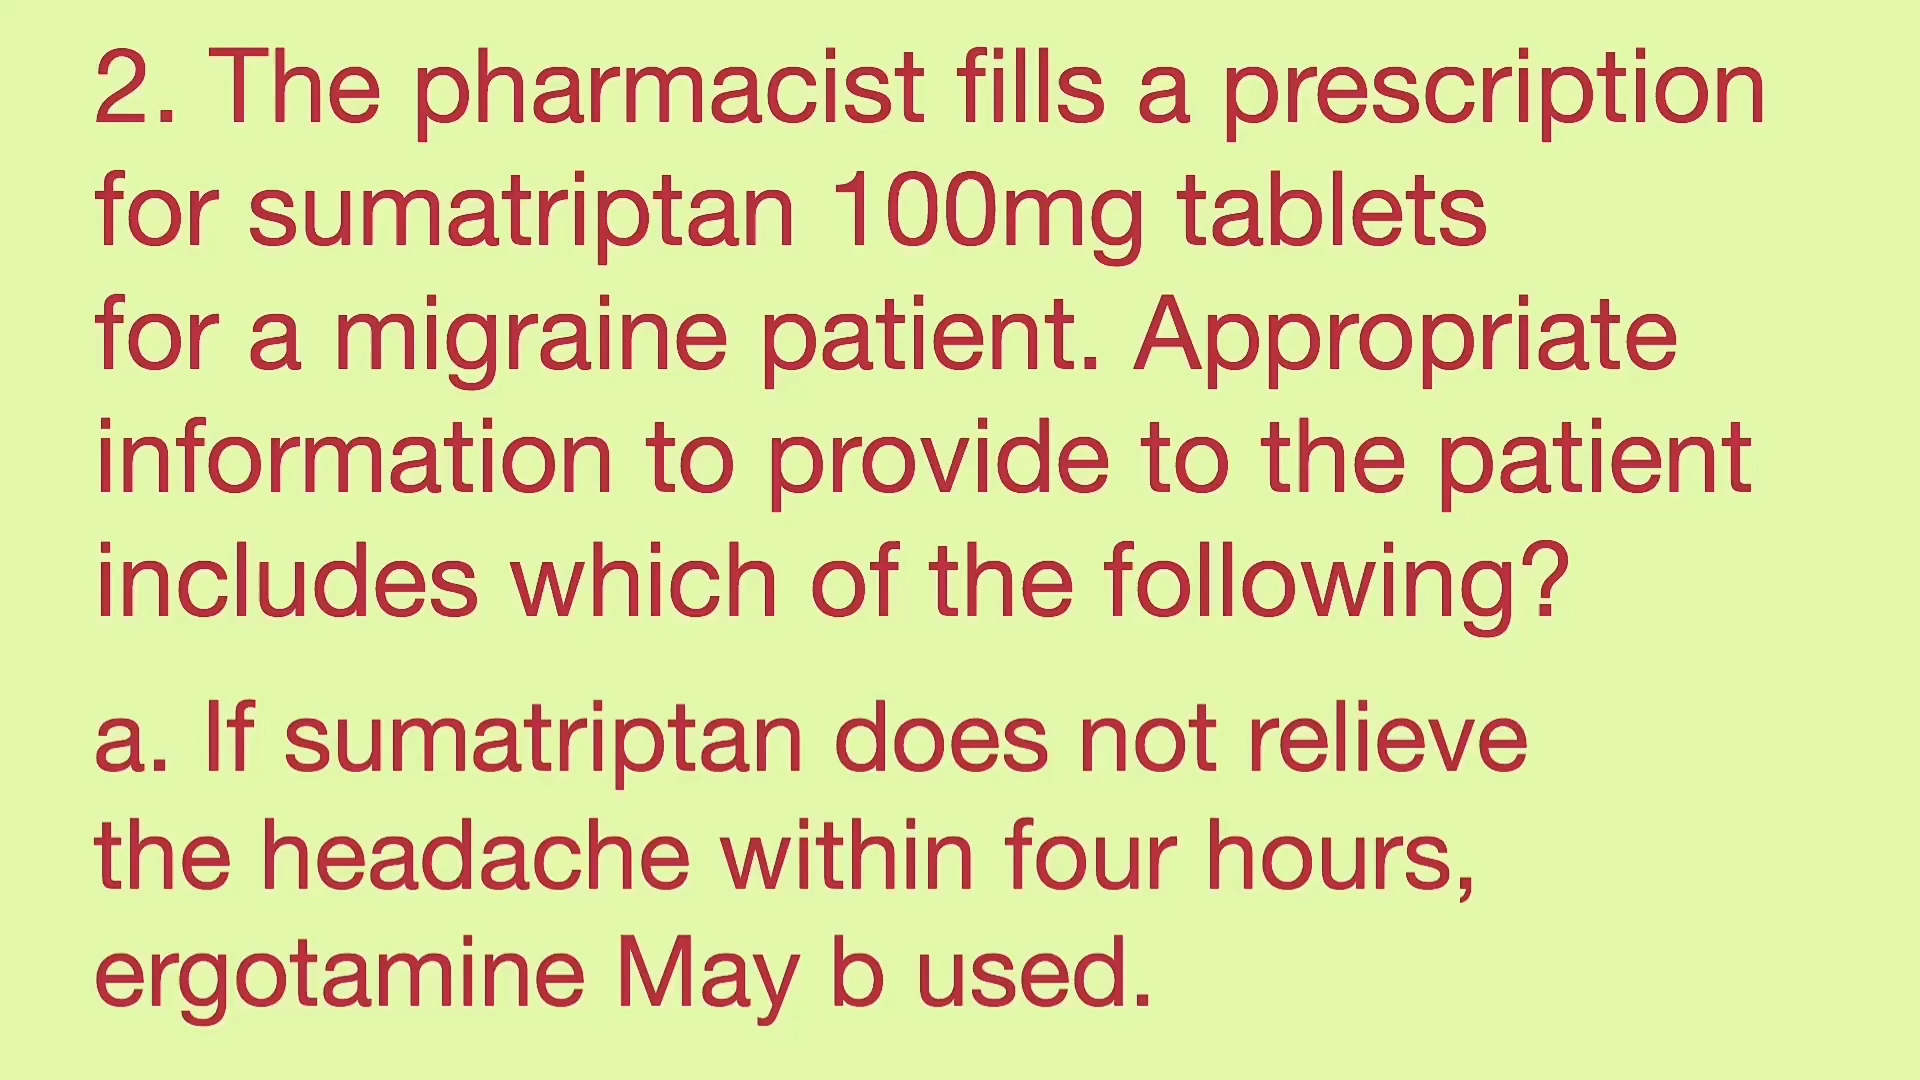 2. The pharmacist fills a prescription
for sumatriptan 100mg tablets
for a migraine patient. Appropriate
information to provide to the patient
includes which of the following?
a. If sumatriptan does not relieve
the headache within four hours,
ergotamine May b used.